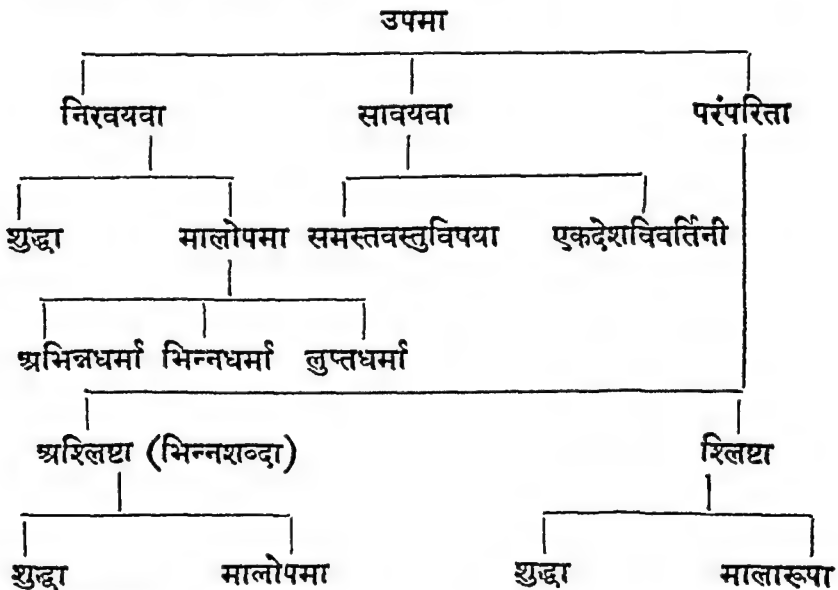 उपमा
निरवयवा सावयवा परंपरिता
शुद्धा मालोपमा समस्तवस्तुविषया एकदेशविवर्तिनी
अभिन्नधर्मा भिन्नधर्मा लुप्तधर्मा
अश्लिष्टा (भिन्नशब्दा) श्लिष्टा
शुद्धा मालोपमा शुद्धा मालारूपा